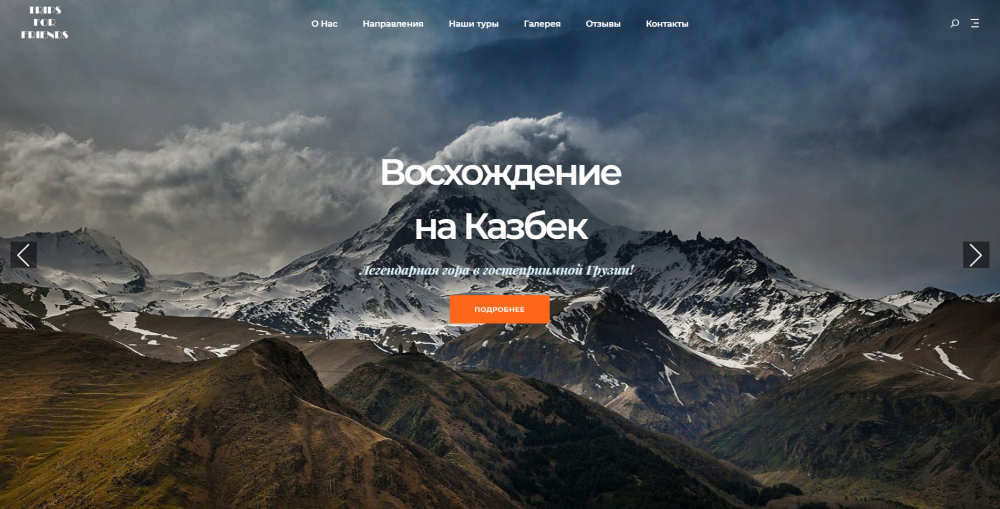 TRIPS
FOR
FRIENDS
О Нас
Направления
Наши туры
Галерея
Отзывы
Контакты
Восхождение
на Казбек
Легендарная гора в гостеприимной Грузии!
ПОДРОБНЕЕ